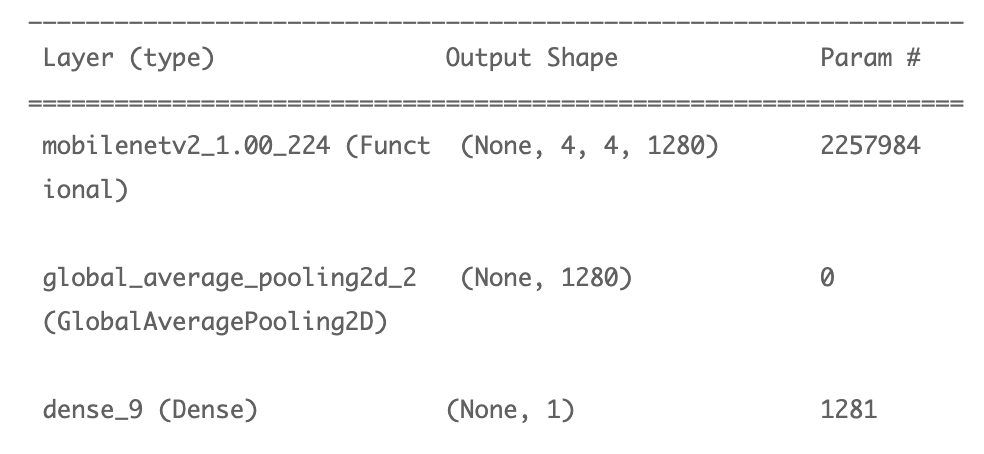 _________________________________________________________________
Layer (type)                Output Shape              Param #
=================================================================
mobilenetv2_1.00_224 (Funct  (None, 4, 4, 1280)       2257984
ional)
global_average_pooling2d_2   (None, 1280)             0
(GlobalAveragePooling2D)
dense_9 (Dense)             (None, 1)                 1281